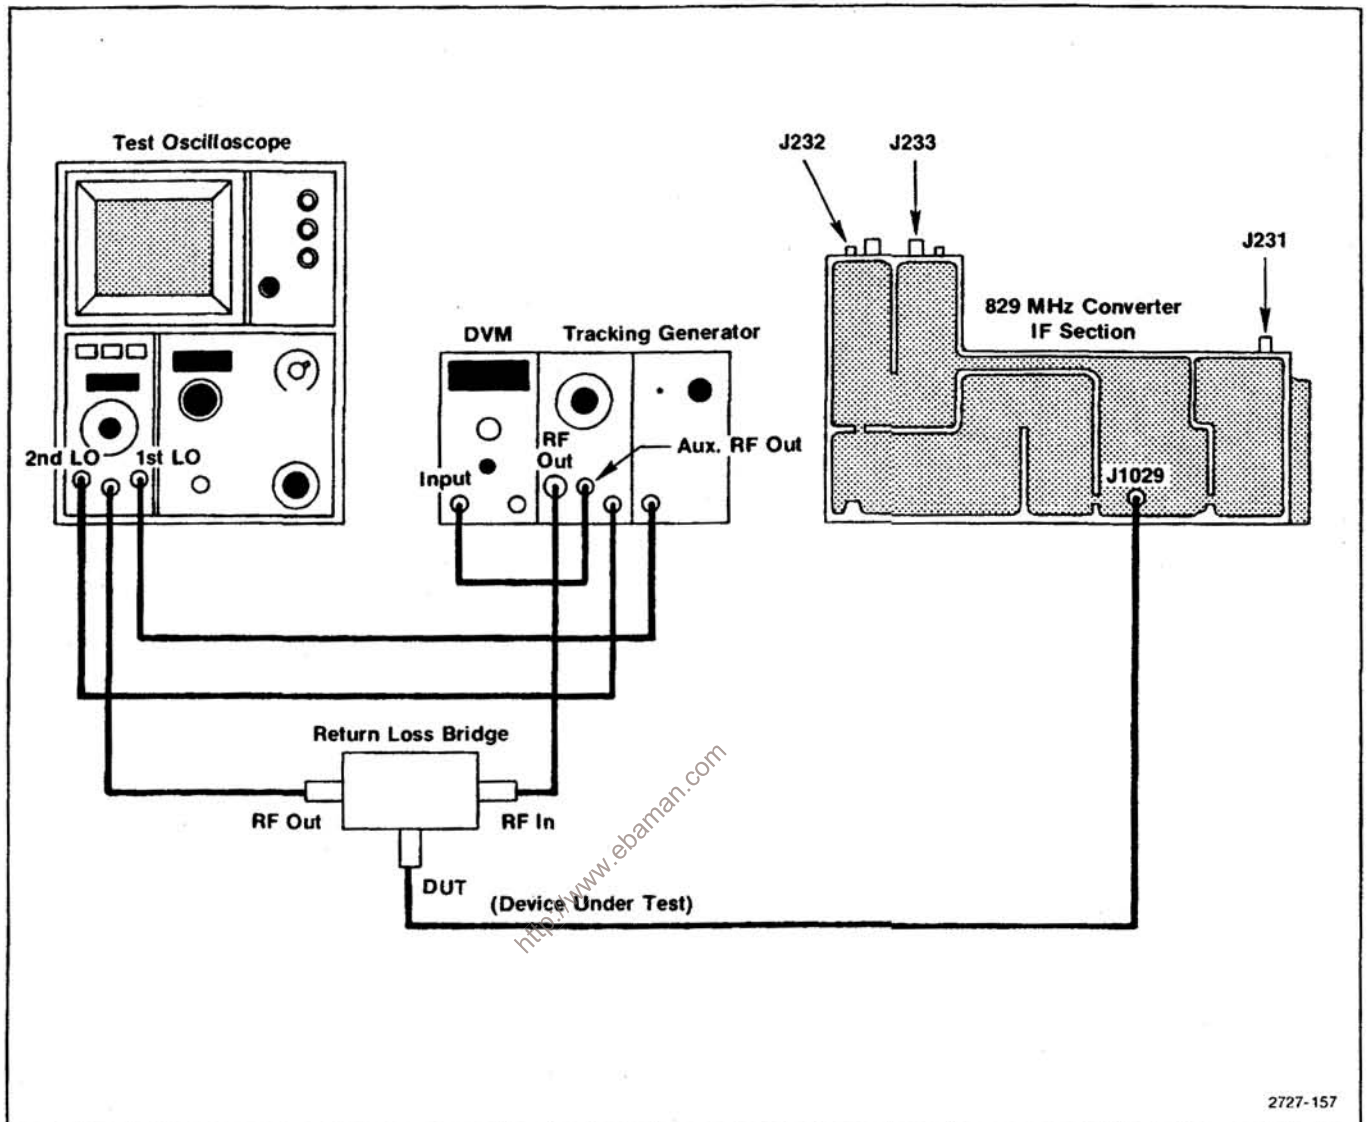 Test Oscilloscope
J232
J233
J231
829 MHz Converter
IF Section
DVM
Tracking Generator
2nd LO
1st LO
RF
Out
Aux. RF Out
Input
J1029
Return Loss Bridge
RF Out
RF In
DUT
(Device Under Test)
http://www.ebaman.com
2727-157